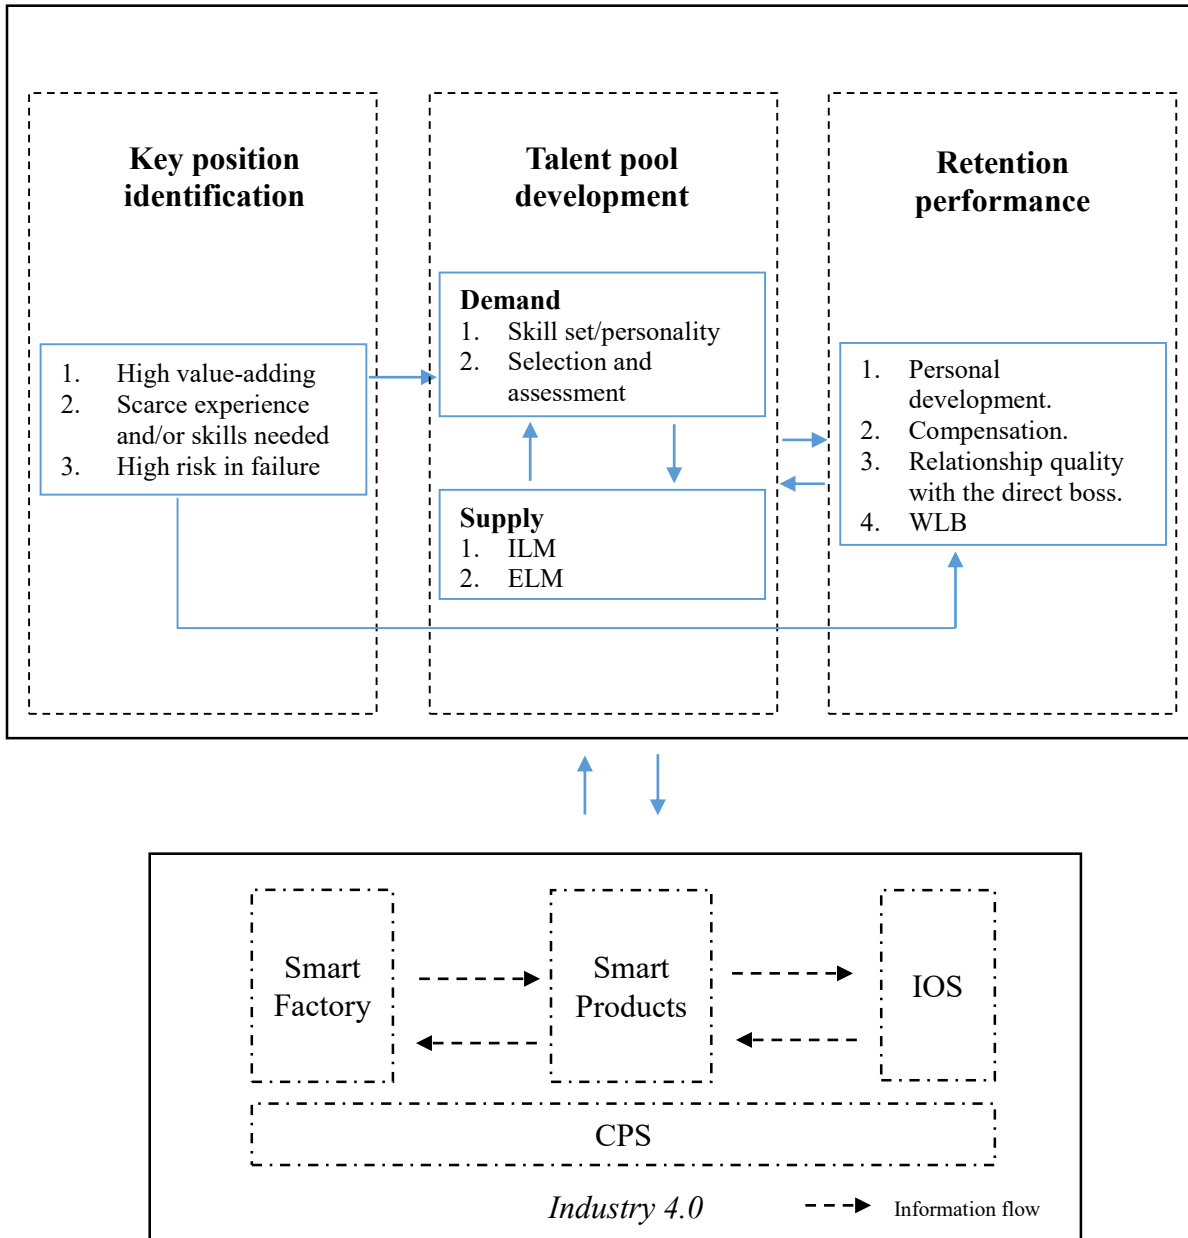 Key position
identification
1. High value-adding
2. Scarce experience
and/or skills needed
3. High risk in failure
Talent pool
development
Demand
1. Skill set/personality
2. Selection and
assessment
Supply
1. ILM
2. ELM
Retention
performance
1. Personal
development.
2. Compensation.
3. Relationship quality
with the direct boss.
4. WLB
Smart
Factory
Smart
Products
IOS
CPS
Industry 4.0
Information flow